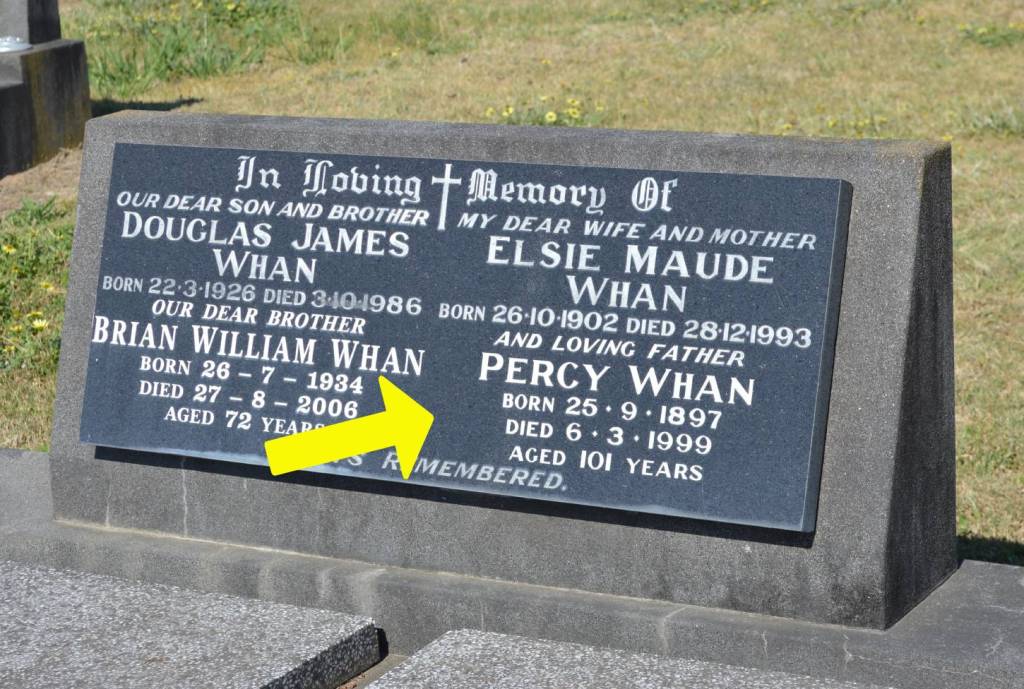 In Loving Memory Of
OUR DEAR SON AND BROTHER
DOUGLAS JAMES
WHAN
BORN 22·3·1926 DIED 3·10·1986
OUR DEAR BROTHER
BRIAN WILLIAM WHAN
BORN 26 – 7 – 1934
DIED 27 – 8 – 2006
AGED 72 YEARS
MY DEAR WIFE AND MOTHER
ELSIE MAUDE
WHAN
BORN 26·10·1902 DIED 28·12·1993
AND LOVING FATHER
PERCY WHAN
BORN 25·9·1897
DIED 6·3·1999
AGED 101 YEARS
REMEMBERED.